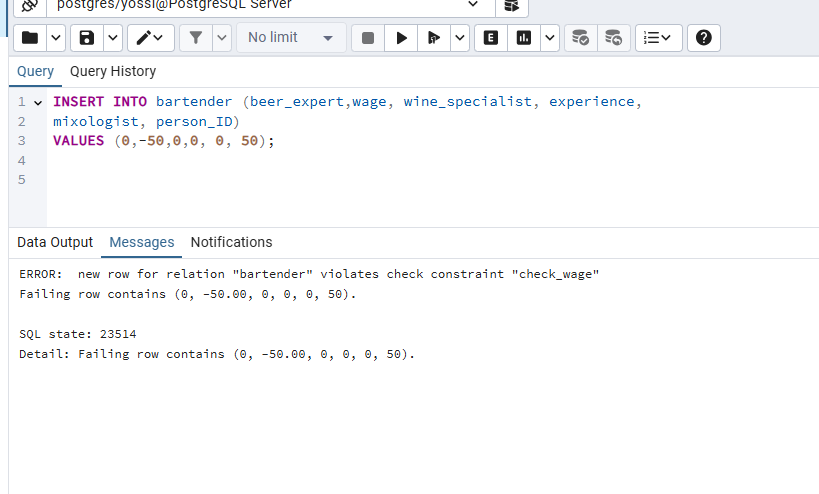 postgres/yossi@PostgreSQL Server
No limit
E
Query Query History
1 INSERT INTO bartender (beer_expert,wage, wine_specialist, experience,
2 mixologist, person_ID)
3 VALUES (0,-50,0,0, 0, 50);
4
5
Data Output Messages Notifications
ERROR:  new row for relation "bartender" violates check constraint "check_wage"
Failing row contains (0, -50.00, 0, 0, 0, 50).
SQL state: 23514
Detail: Failing row contains (0, -50.00, 0, 0, 0, 50).